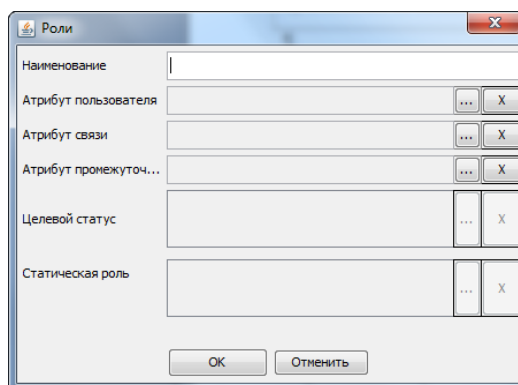 Роли
Наименование
Атрибут пользователя ... X
Атрибут связи ... X
Атрибут промежуточ... ... X
Целевой статус ... X
Статическая роль ... X
OK Отменить